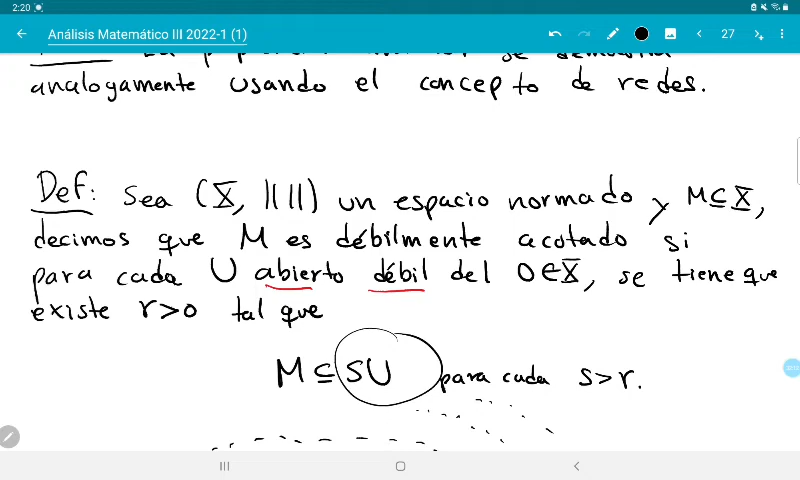 2:20
Análisis Matemático III 2022-1 (1)
27
analogamente usando el concepto de redes.
Def: Sea (X, || ||) un espacio normado y M⊆X,
decimos que M es débilmente acotado si
para cada U abierto débil del 0∈X, se tiene que
existe r>0 tal que
M ⊆ sU para cada s>r.